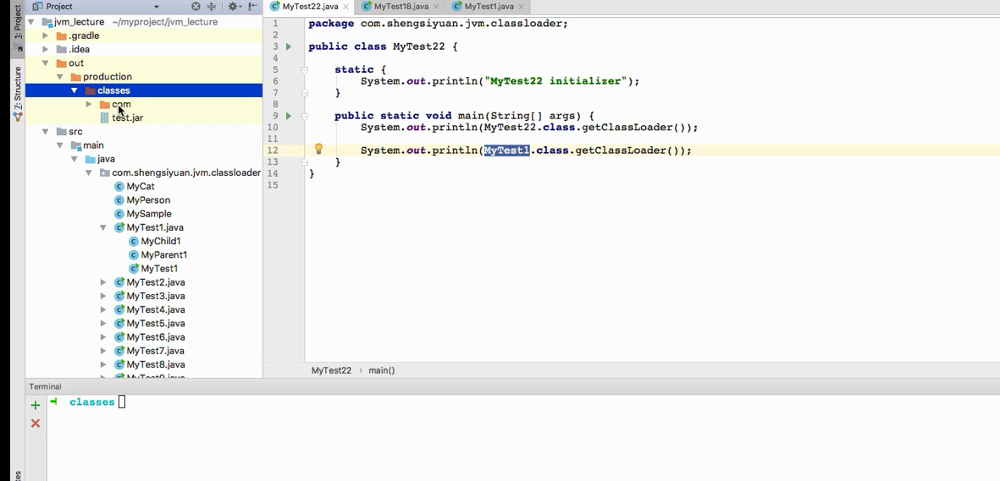 1: Project
Z: Structure
Project
jvm_lecture ~/myproject/jvm_lecture
.gradle
.idea
out
production
classes
com
test.jar
src
main
java
com.shengsiyuan.jvm.classloader
MyCat
MyPerson
MySample
MyTest1.java
MyChild1
MyParent1
MyTest1
MyTest2.java
MyTest3.java
MyTest4.java
MyTest5.java
MyTest6.java
MyTest7.java
MyTest8.java
MyTest9.java
MyTest22.java
MyTest18.java
MyTest1.java
1 package com.shengsiyuan.jvm.classloader;
2
3 public class MyTest22 {
4
5 static {
6 System.out.println("MyTest22 initializer");
7 }
8
9 public static void main(String[] args) {
10 System.out.println(MyTest22.class.getClassLoader());
11
12 System.out.println(MyTest1.class.getClassLoader());
13 }
14 }
15
MyTest22 › main()
Terminal
classes